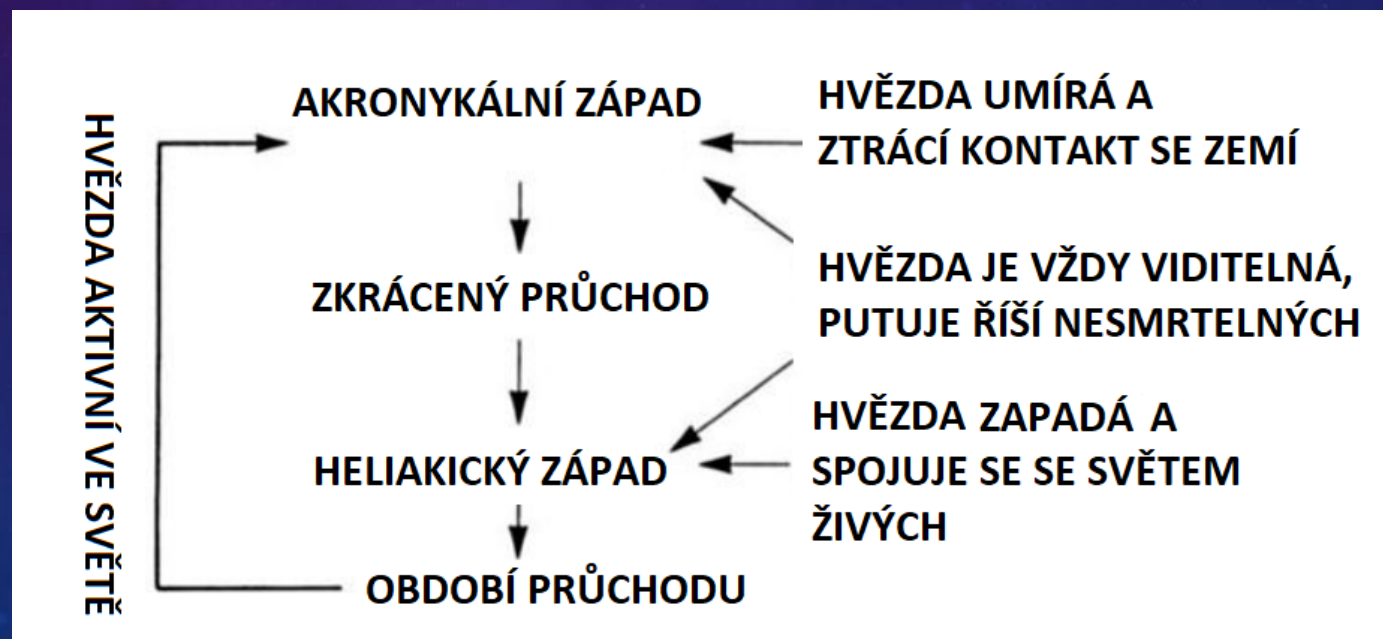 AKRONYKÁLNÍ ZÁPAD
HVĚZDA UMÍRÁ A
ZTRÁCÍ KONTAKT SE ZEMÍ
ZKRÁCENÝ PRŮCHOD
HVĚZDA JE VŽDY VIDITELNÁ,
PUTUJE ŘÍŠÍ NESMRTELNÝCH
HELIAKICKÝ ZÁPAD
HVĚZDA ZAPADÁ A
SPOJUJE SE SE SVĚTEM
ŽIVÝCH
OBDOBÍ PRŮCHODU
HVĚZDA AKTIVNÍ VE SVĚTĚ